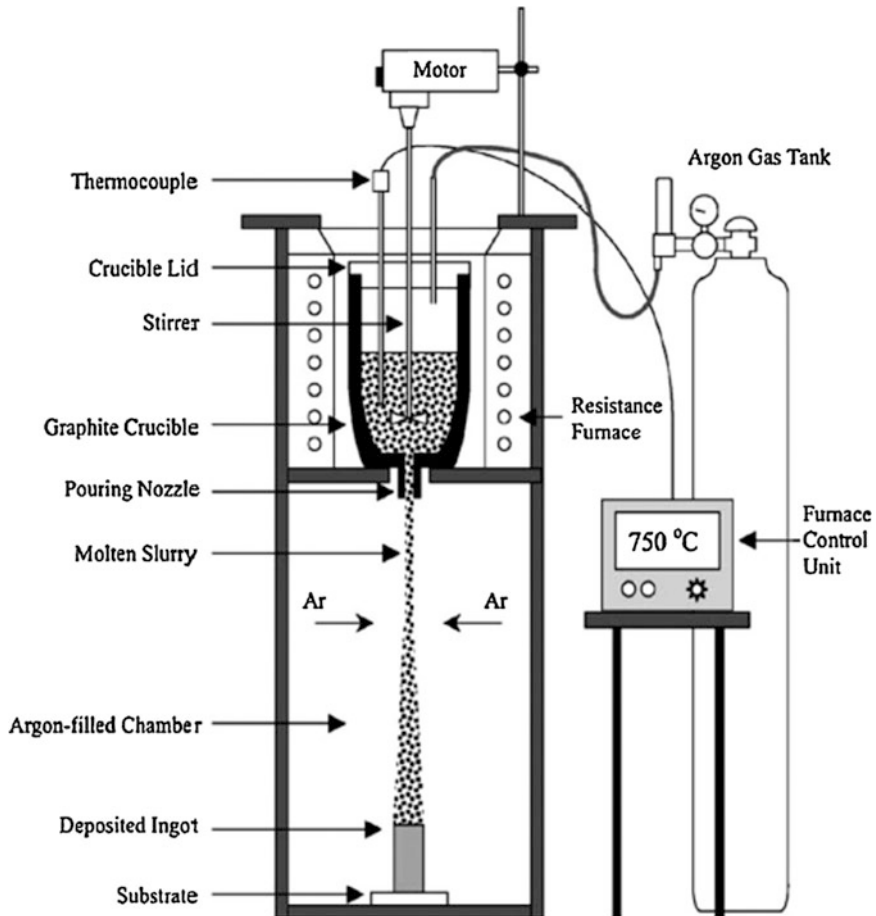 Motor
Argon Gas Tank
Thermocouple
Crucible Lid
Stirrer
Graphite Crucible
Resistance
Furnace
Pouring Nozzle
Furnace
Control
Unit
750 °C
Molten Slurry
Ar
Ar
Argon-filled Chamber
Deposited Ingot
Substrate